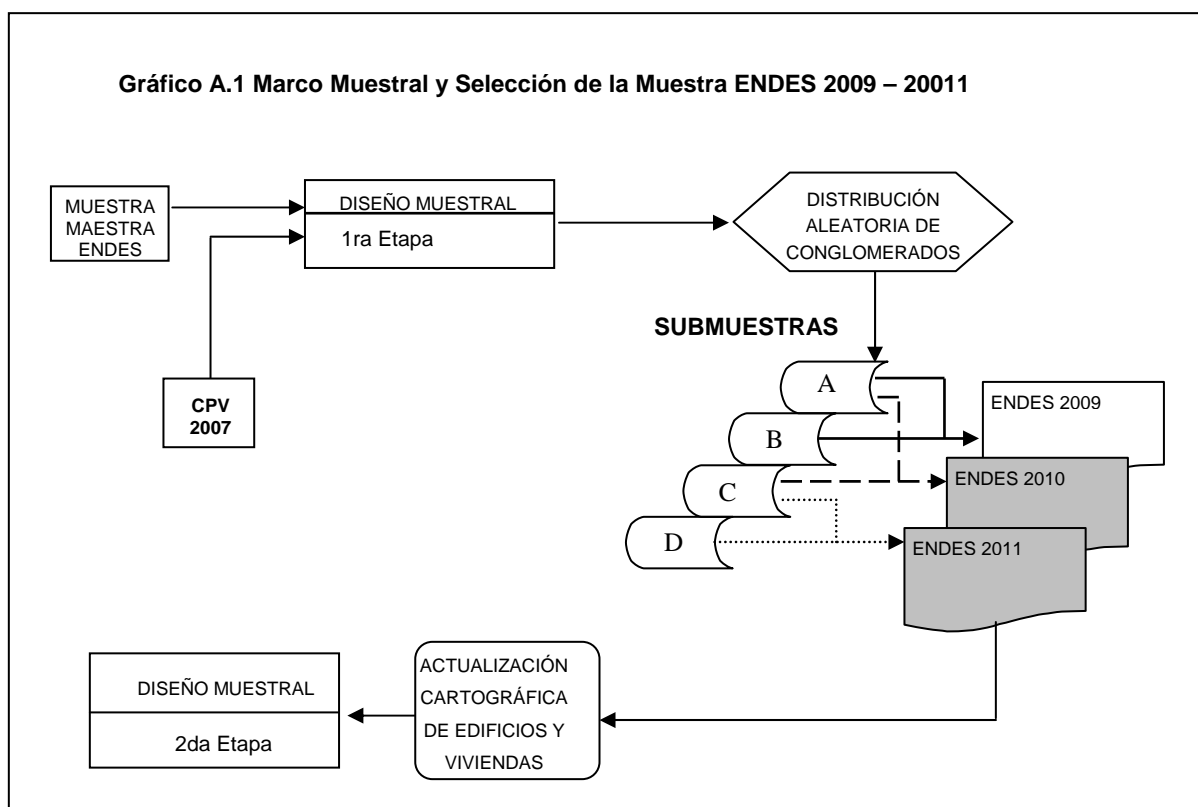 Gráfico A.1 Marco Muestral y Selección de la Muestra ENDES 2009 – 20011
MUESTRA
MAESTRA
ENDES
DISEÑO MUESTRAL
1ra Etapa
DISTRIBUCIÓN
ALEATORIA DE
CONGLOMERADOS
CPV
2007
SUBMUESTRAS
A
B
C
D
ENDES 2009
ENDES 2010
ENDES 2011
ACTUALIZACIÓN
CARTOGRÁFICA
DE EDIFICIOS Y
VIVIENDAS
DISEÑO MUESTRAL
2da Etapa